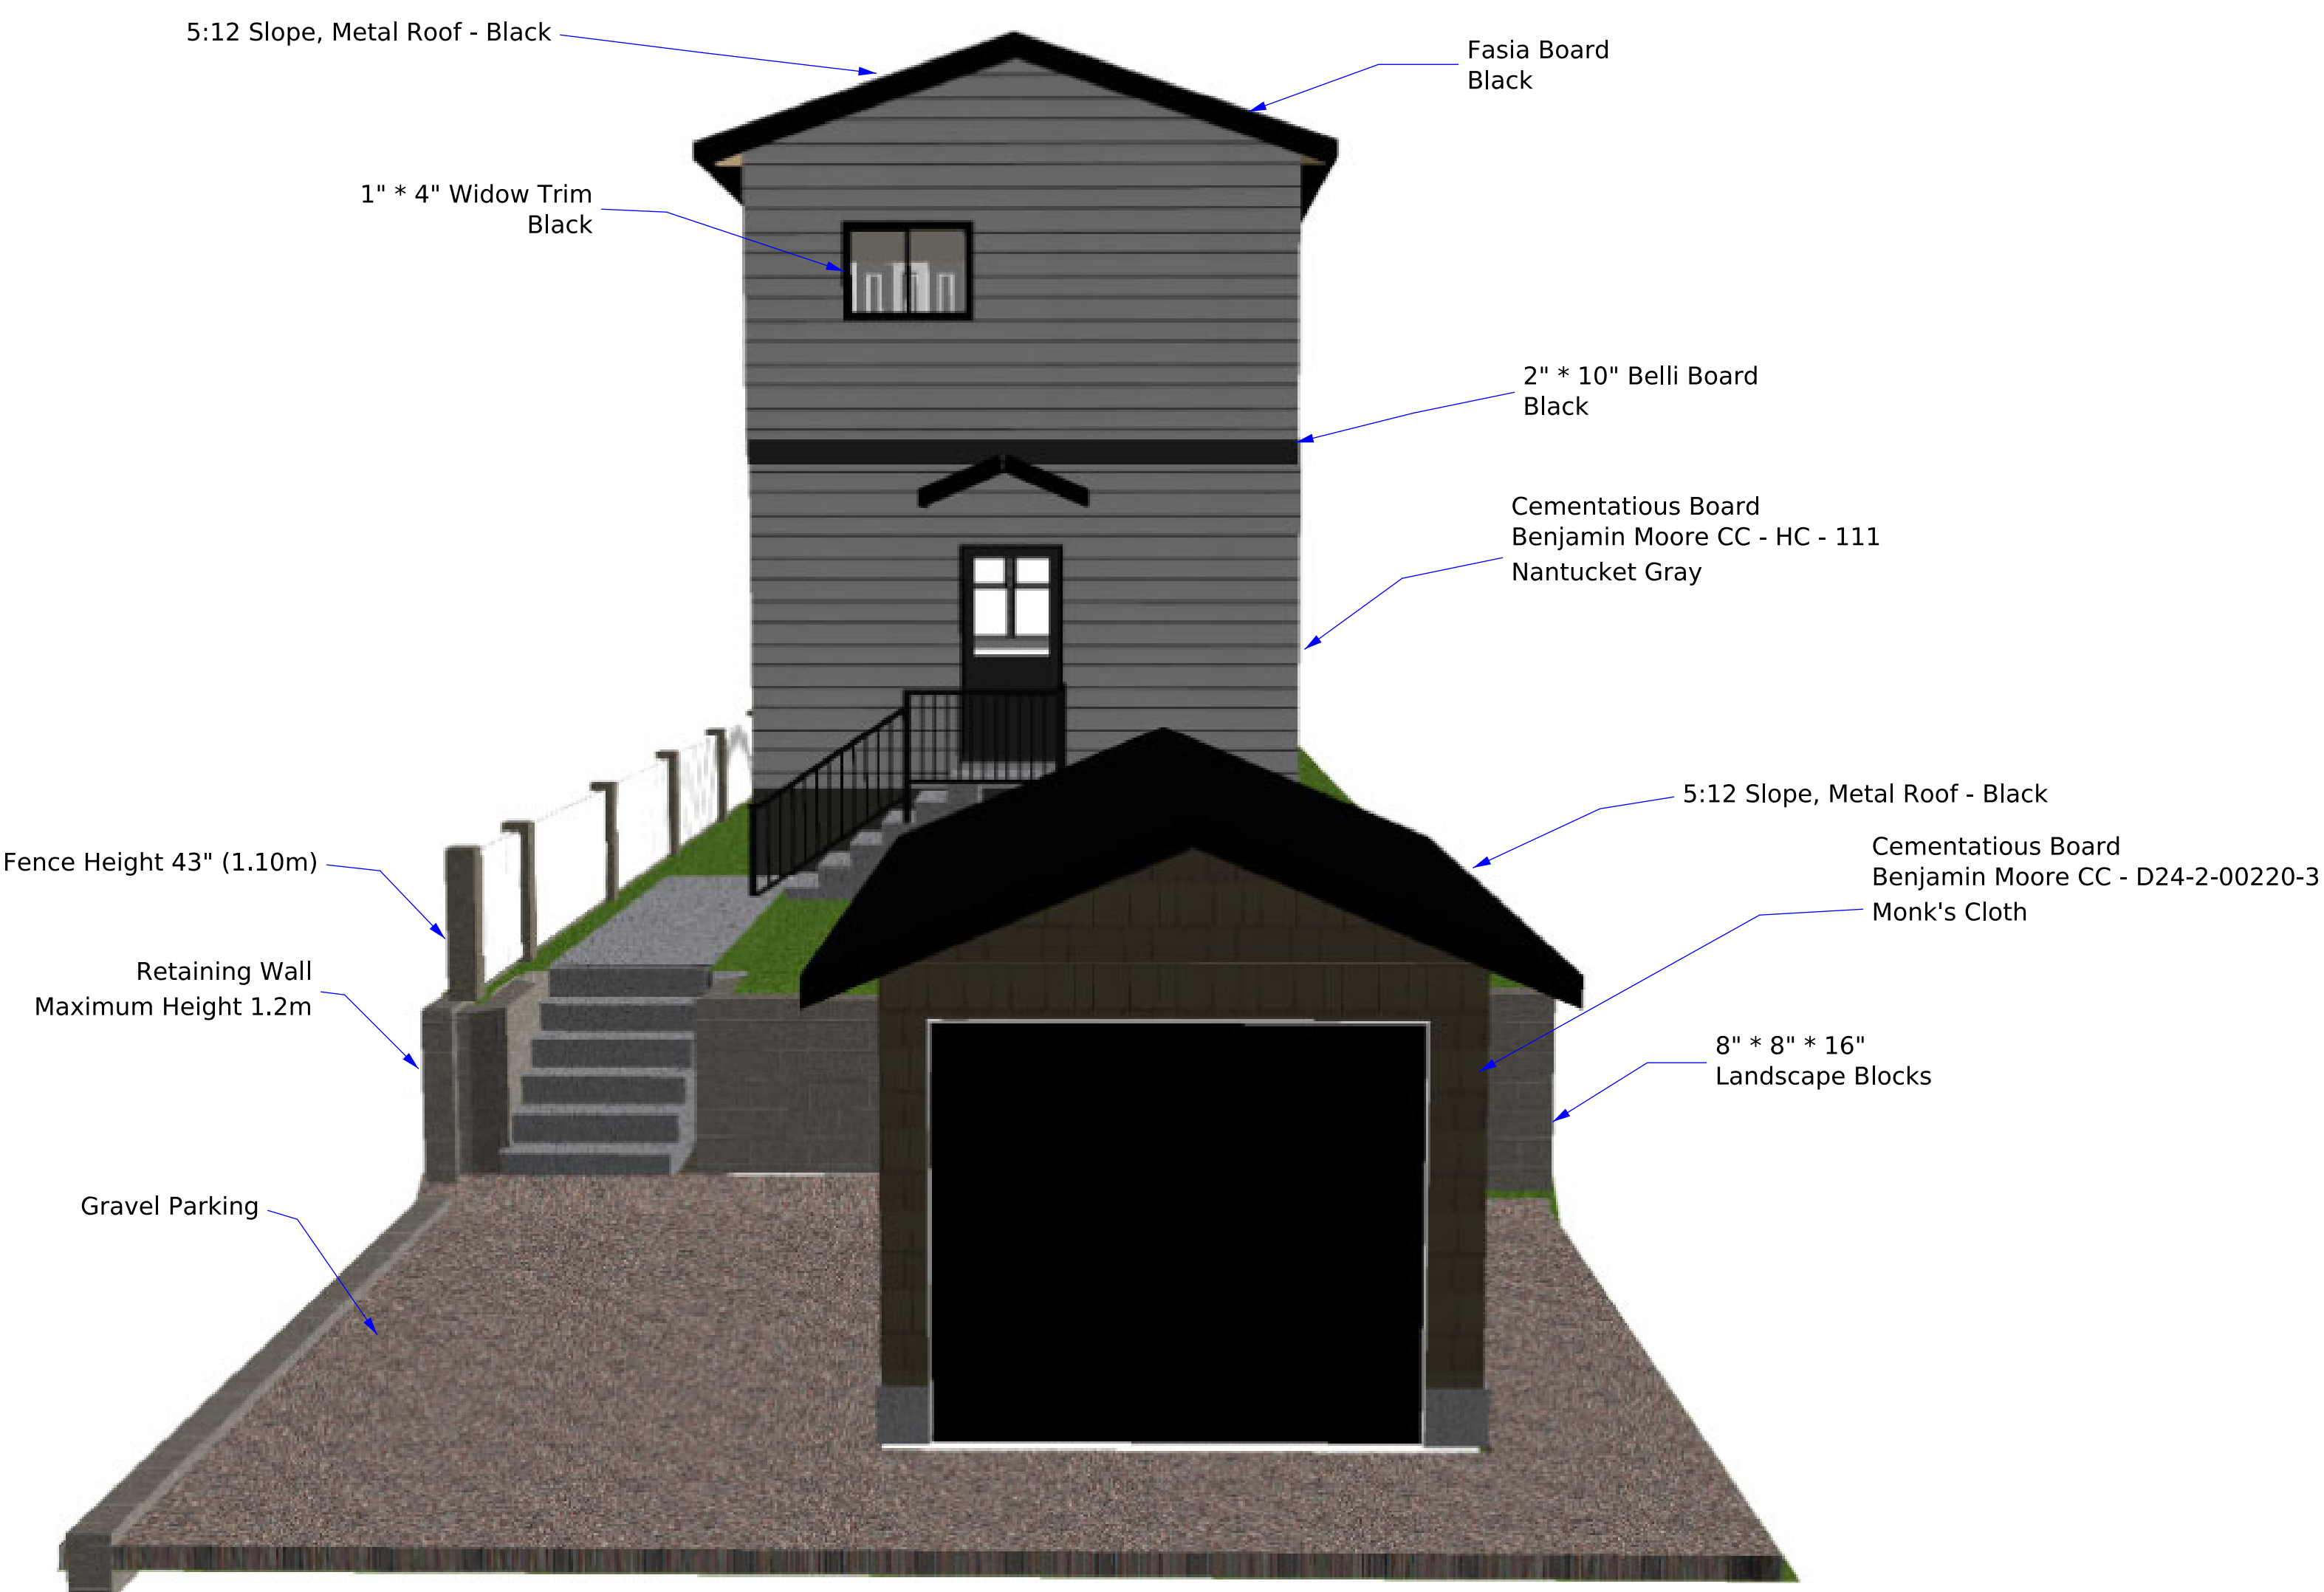 5:12 Slope, Metal Roof - Black
Fasia Board
Black
1" * 4" Widow Trim
Black
2" * 10" Belli Board
Black
Cementatious Board
Benjamin Moore CC - HC - 111
Nantucket Gray
5:12 Slope, Metal Roof - Black
Cementatious Board
Benjamin Moore CC - D24-2-00220-3
Monk's Cloth
Fence Height 43" (1.10m)
Retaining Wall
Maximum Height 1.2m
8" * 8" * 16"
Landscape Blocks
Gravel Parking